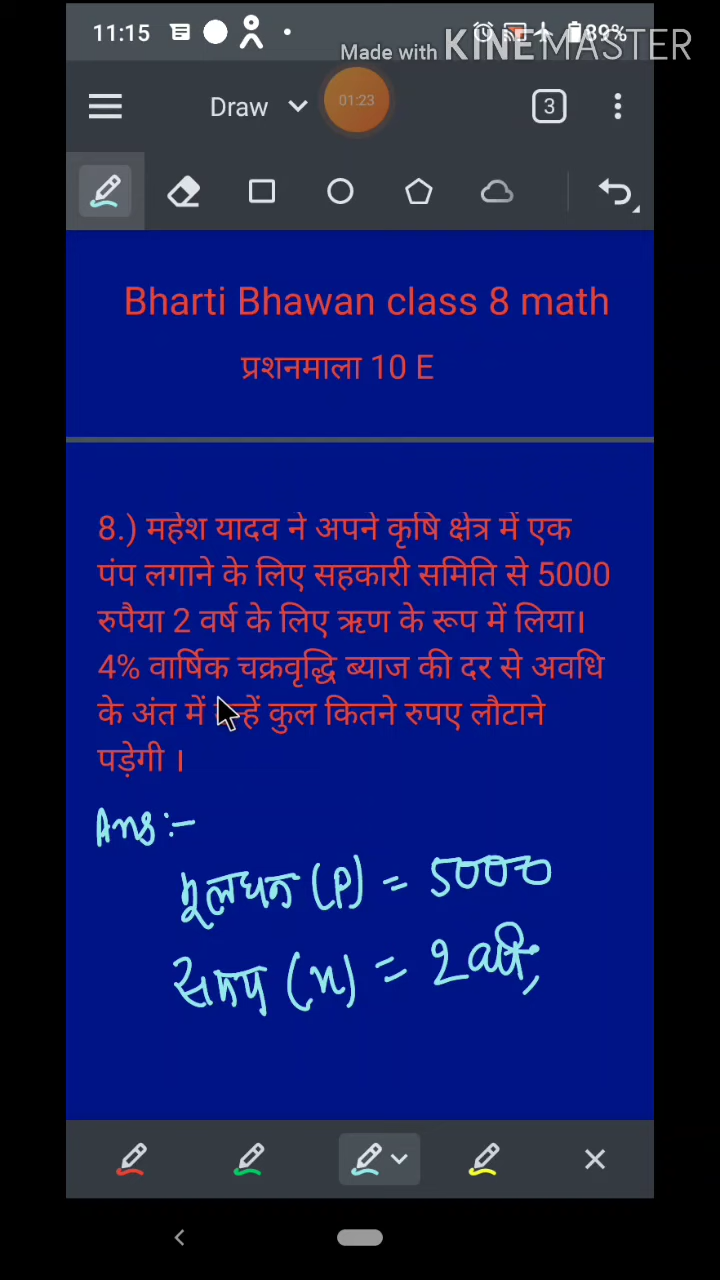 11:15
89%
Made with KINEMASTER
Draw
01:23
3
Bharti Bhawan class 8 math
प्रशनमाला 10 E
8.) महेश यादव ने अपने कृषि क्षेत्र में एक
पंप लगाने के लिए सहकारी समिति से 5000
रुपैया 2 वर्ष के लिए ऋण के रूप में लिया।
4% वार्षिक चक्रवृद्धि ब्याज की दर से अवधि
के अंत में उन्हें कुल कितने रुपए लौटाने
पड़ेगी ।
Ans :-
मूलधन (P) = 5000
समय (n) = 2 वर्ष,